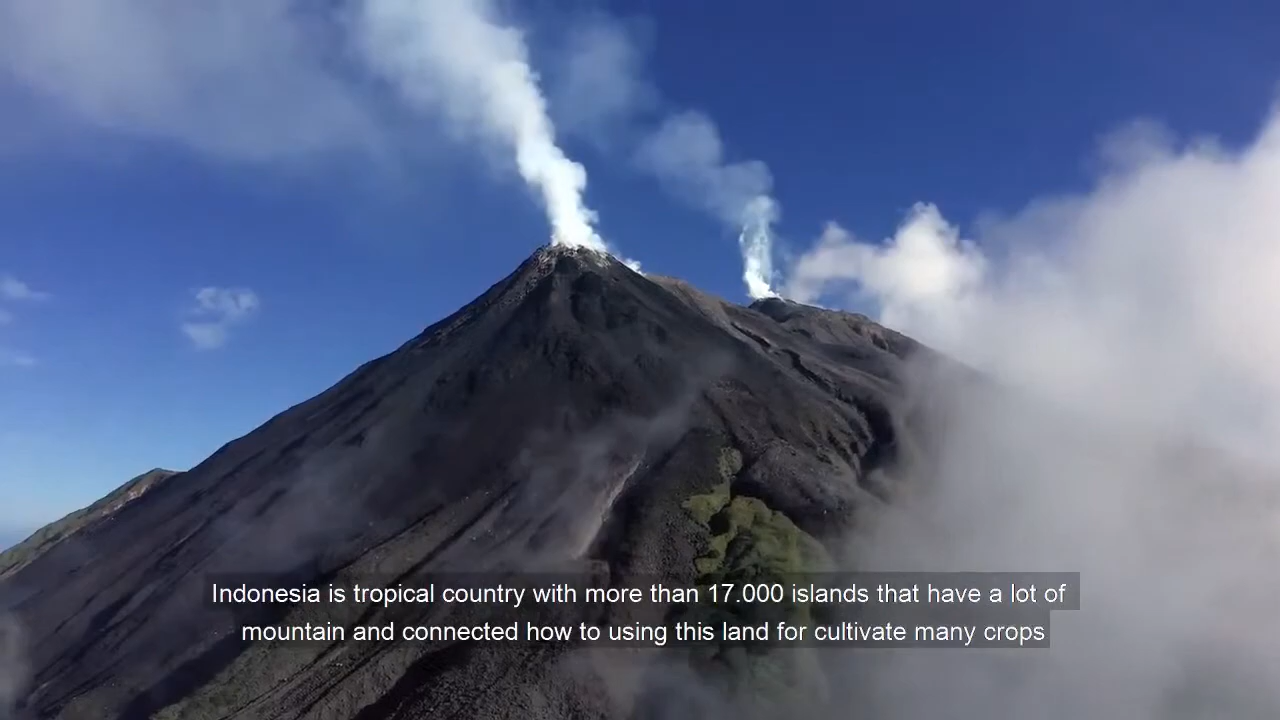 Indonesia is tropical country with more than 17.000 islands that have a lot of
mountain and connected how to using this land for cultivate many crops